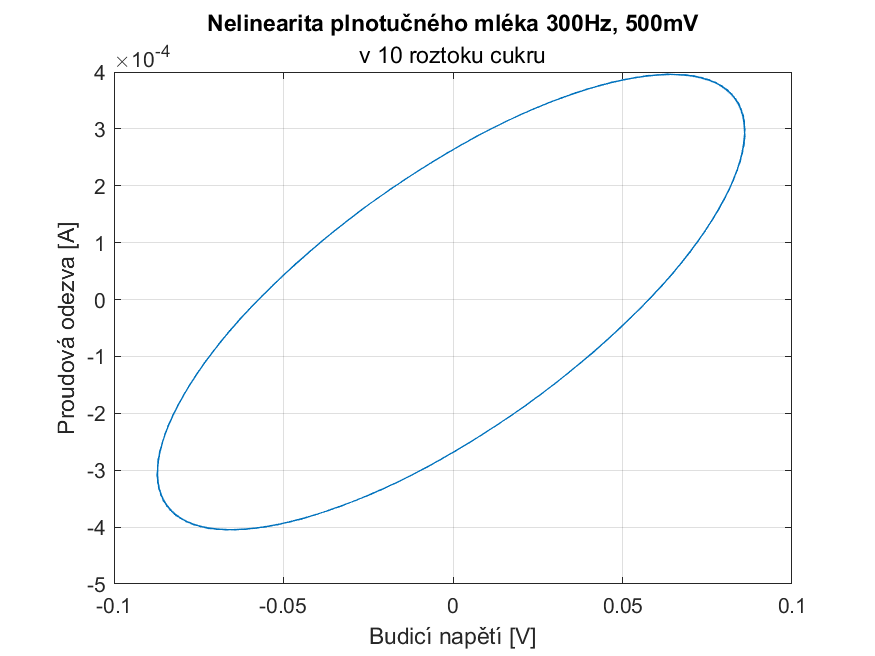 Nelinearita plnotučného mléka 300Hz, 500mV
v 10 roztoku cukru
×10-4
4
3
2
1
0
-1
-2
-3
-4
-5
Proudová odezva [A]
-0.1 -0.05 0 0.05 0.1
Budicí napětí [V]